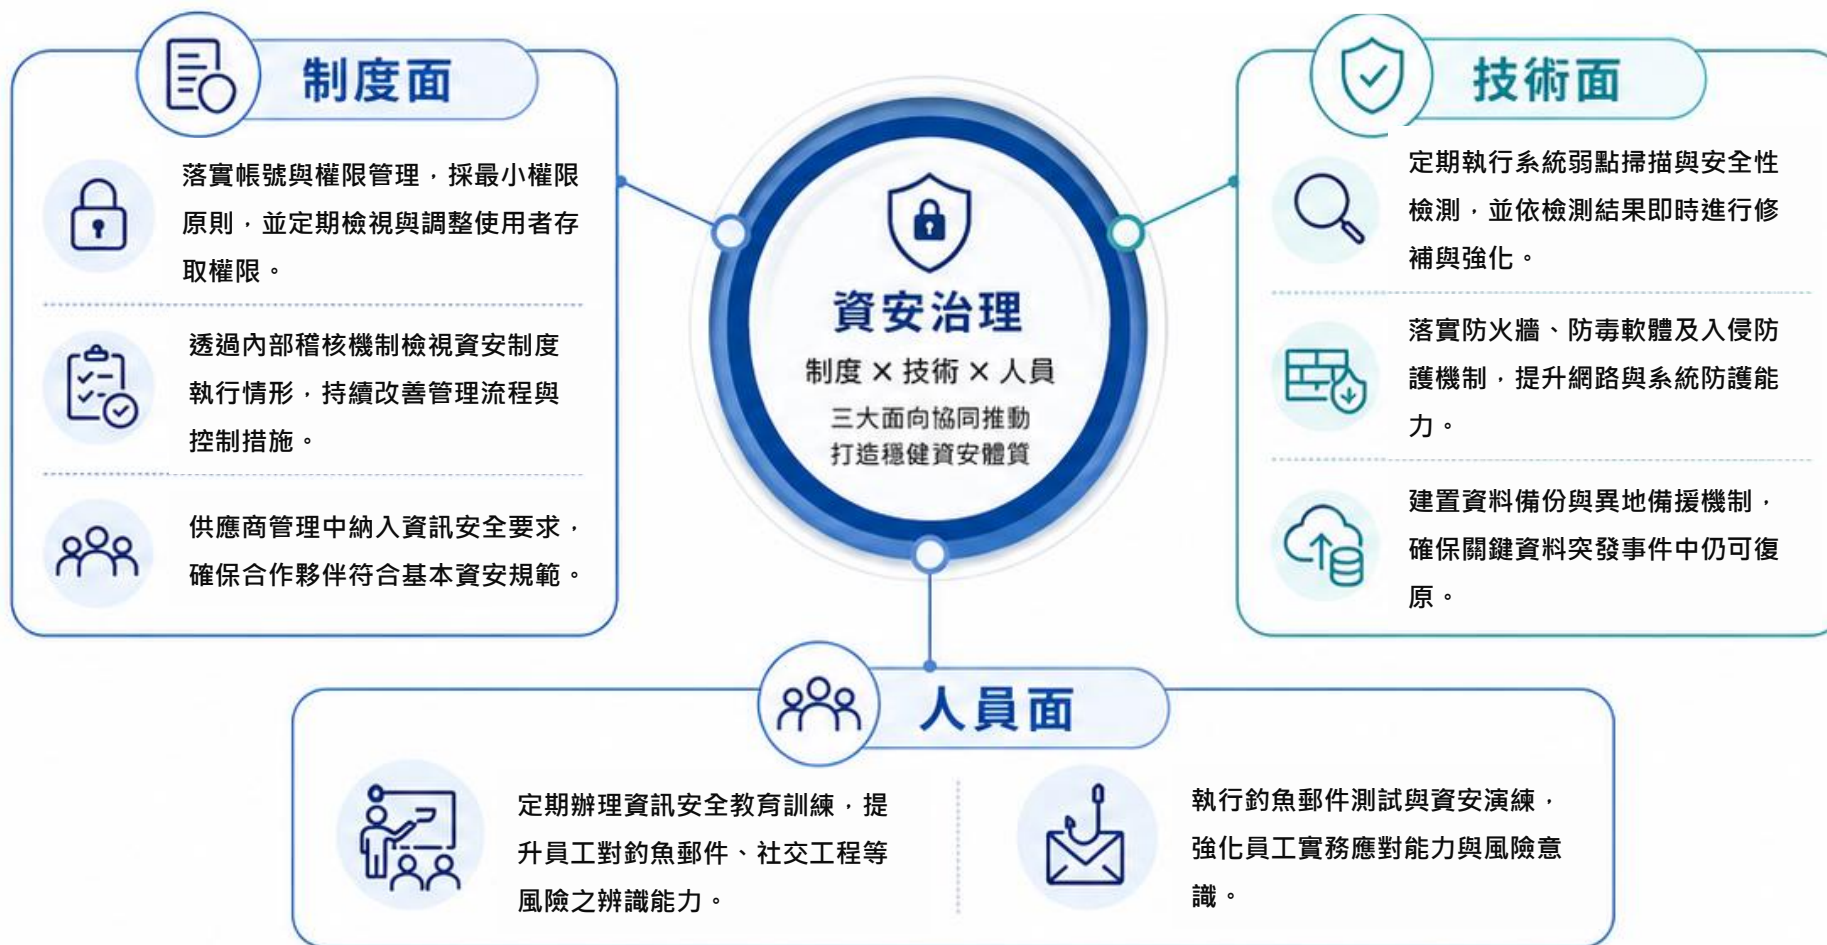 制度面
落實帳號與權限管理，採最小權限
原則，並定期檢視與調整使用者存
取權限。
透過內部稽核機制檢視資安制度
執行情形，持續改善管理流程與
控制措施。
供應商管理中納入資訊安全要求，
確保合作夥伴符合基本資安規範。
資安治理
制度 × 技術 × 人員
三大面向協同推動
打造穩健資安體質
技術面
定期執行系統弱點掃描與安全性
檢測，並依檢測結果即時進行修
補與強化。
落實防火牆、防毒軟體及入侵防
護機制，提升網路與系統防護能
力。
建置資料備份與異地備援機制，
確保關鍵資料突發事件中仍可復
原。
人員面
定期辦理資訊安全教育訓練，提
升員工對釣魚郵件、社交工程等
風險之辨識能力。
執行釣魚郵件測試與資安演練，
強化員工實務應對能力與風險意
識。